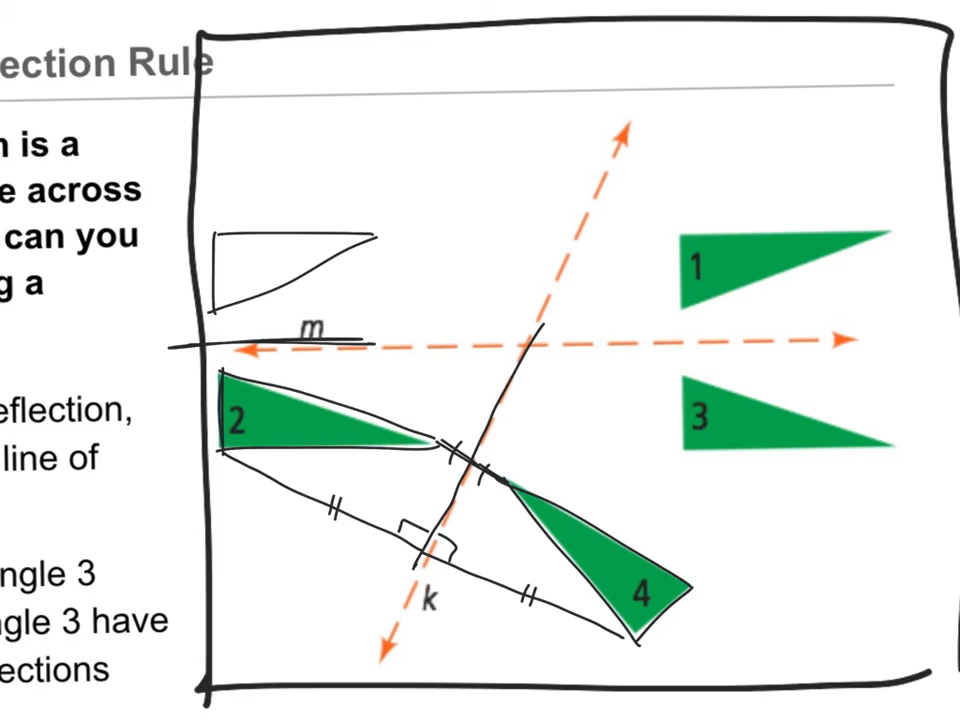 ection Rule
n is a
e across
can you
g a
eflection,
line of
ngle 3
ngle 3 have
ections
m
1
2
3
4
k